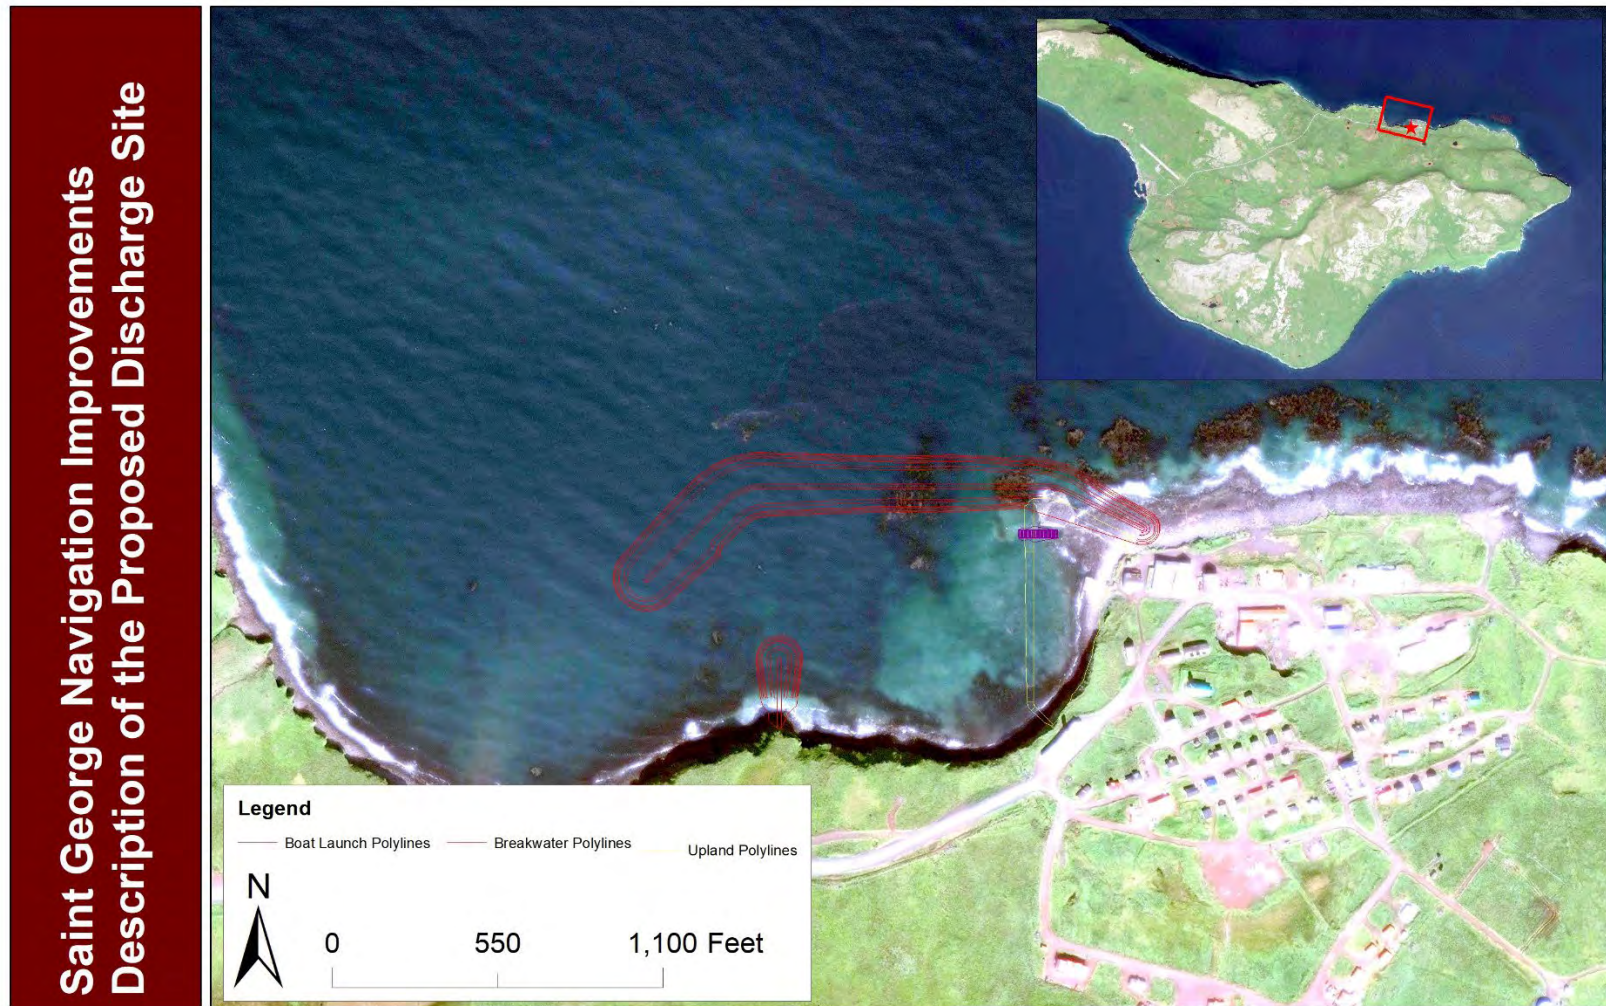 Saint George Navigation Improvements
Description of the Proposed Discharge Site
Legend
Boat Launch Polylines
Breakwater Polylines
Upland Polylines
N
0
550
1,100 Feet